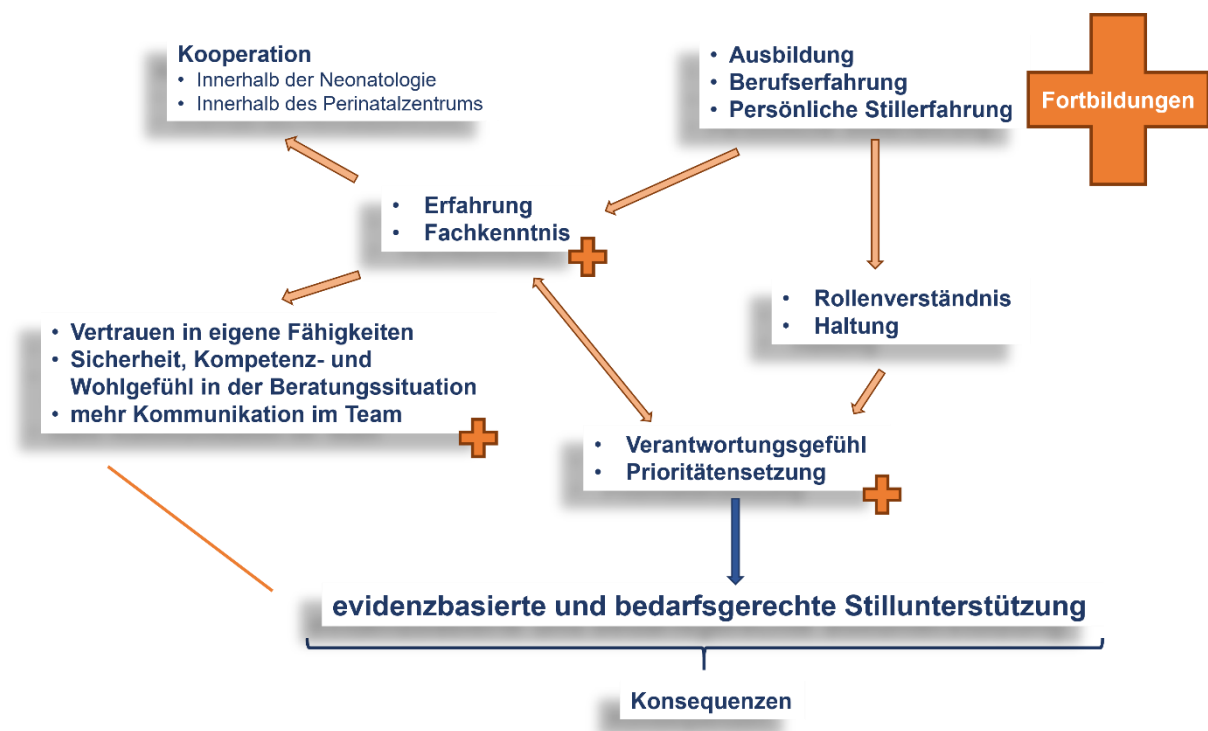 Kooperation
• Innerhalb der Neonatologie
• Innerhalb des Perinatalzentrums
• Ausbildung
• Berufserfahrung
• Persönliche Stillerfahrung
Fortbildungen
• Erfahrung
• Fachkenntnis
• Rollenverständnis
• Haltung
• Vertrauen in eigene Fähigkeiten
• Sicherheit, Kompetenz- und
Wohlgefühl in der Beratungssituation
• mehr Kommunikation im Team
• Verantwortungsgefühl
• Prioritätensetzung
evidenzbasierte und bedarfsgerechte Stillunterstützung
Konsequenzen